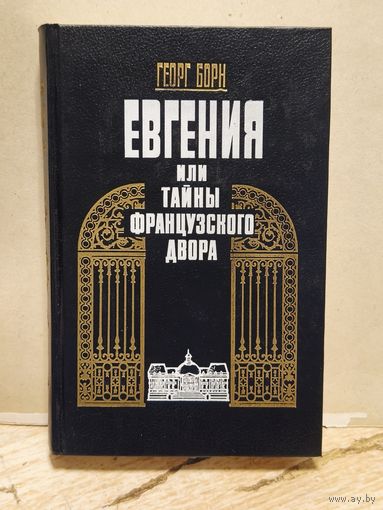 ГЕОРГ БОРН
ЕВГЕНИЯ
ИЛИ
ТАЙНЫ
ФРАНЦУЗСКОГО
ДВОРА
www.ay.by